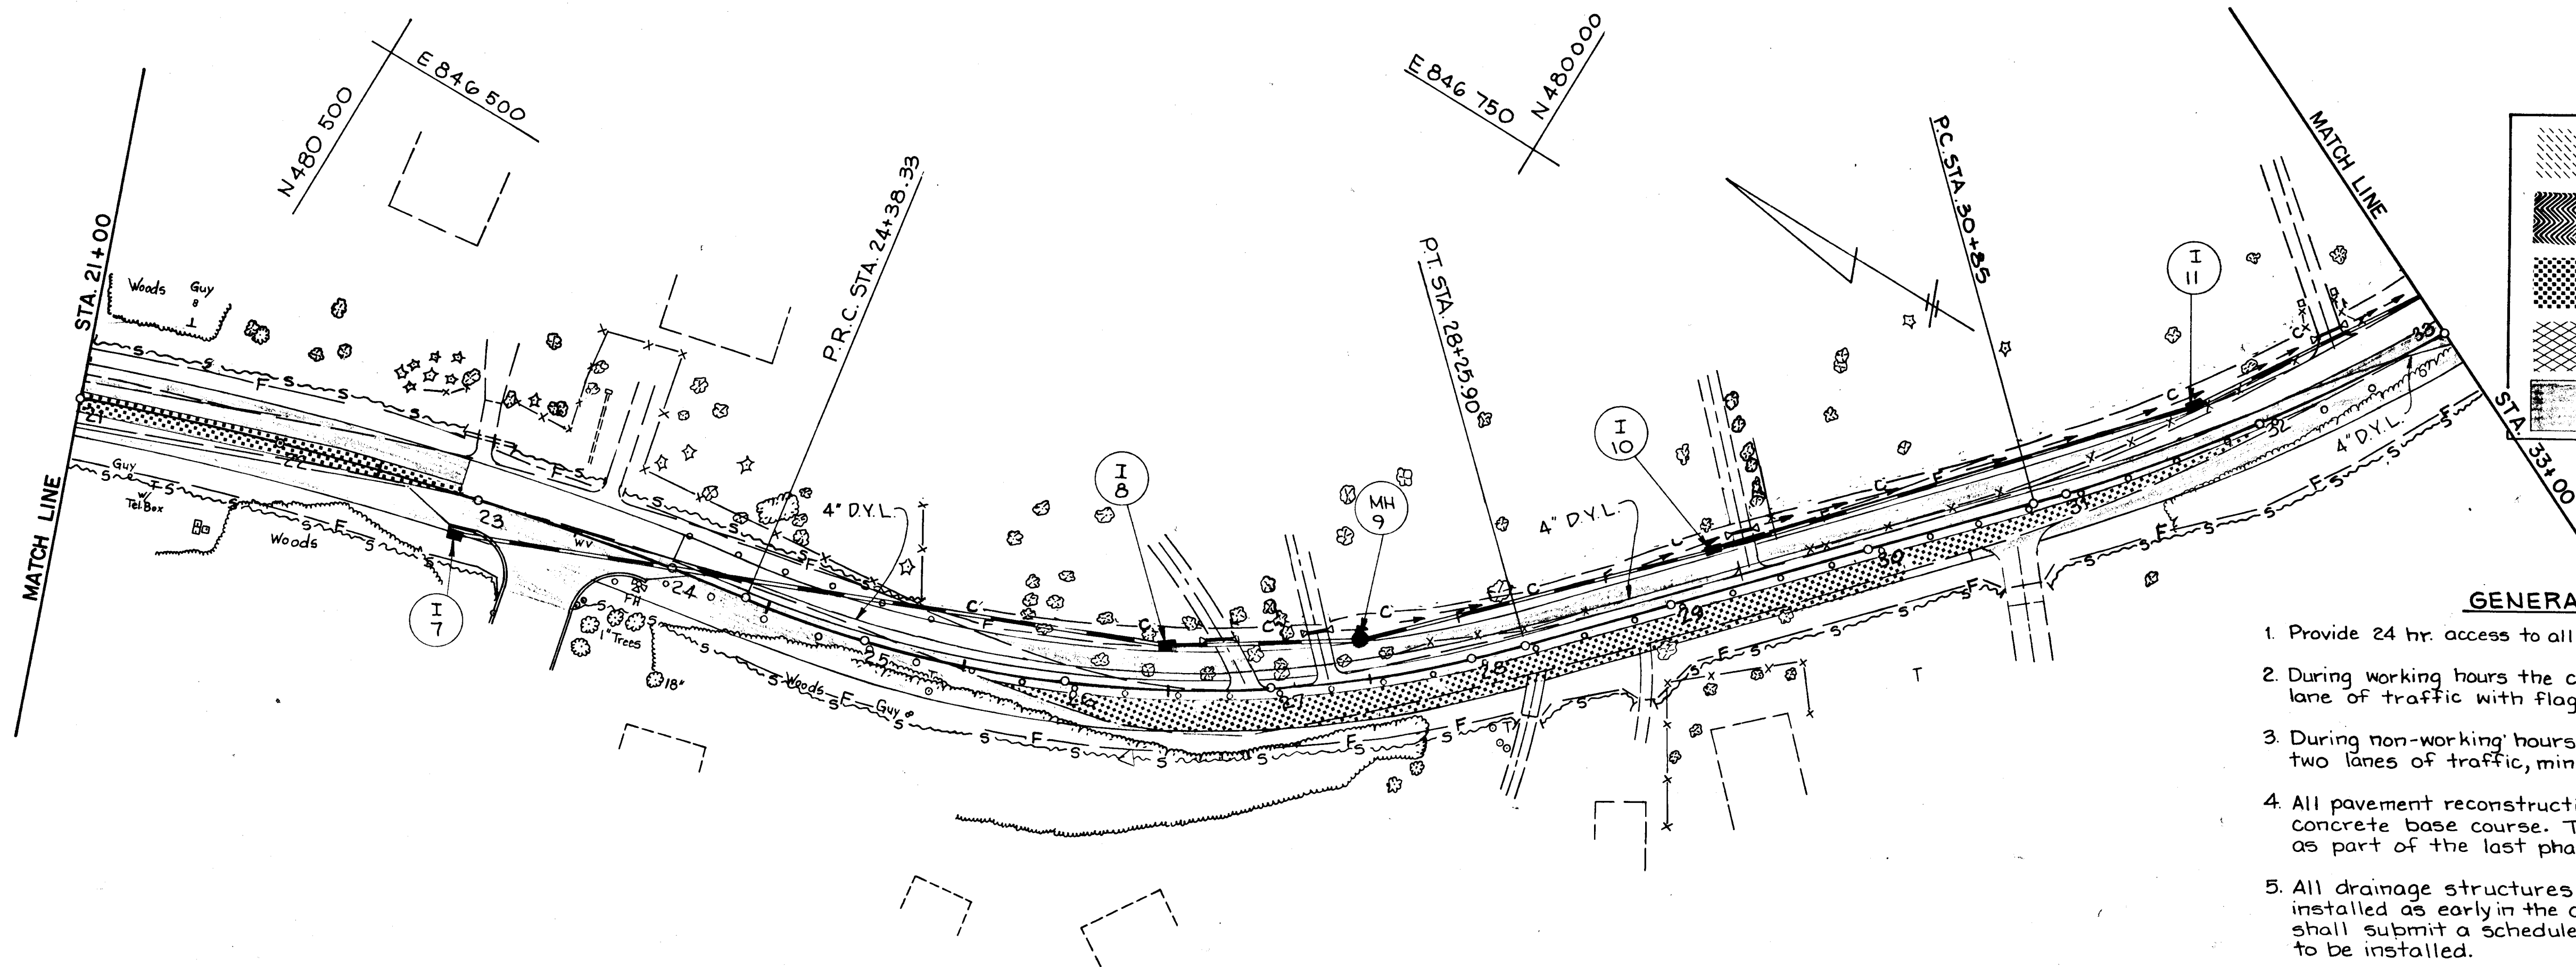 E 846 500
N 480 500
E 846 750
N 480000
MATCH LINE
STA. 21+00
P.R.C. STA. 24+38.33
P.T. STA. 28+25.90
P.C. STA. 30+85
MATCH LINE
STA. 33+00
Woods
Guy
I
7
I
8
MH
9
I
10
I
11
4" D.Y.L.
4" D.Y.L.
4" D.Y.L.
21
22
23
24
25
26
27
28
29
30
31
32
33
Guy
w/
Tel. Box
Woods
W.V
FH
1" Trees
18"
Woods
Guy
T
T
GENERA
1. Provide 24 hr. access to all
2. During working hours the c
lane of traffic with flag
3. During non-working hours
two lanes of traffic, min
4. All pavement reconstructi
concrete base course. T
as part of the last pha
5. All drainage structures
installed as early in the c
shall submit a schedule
to be installed.